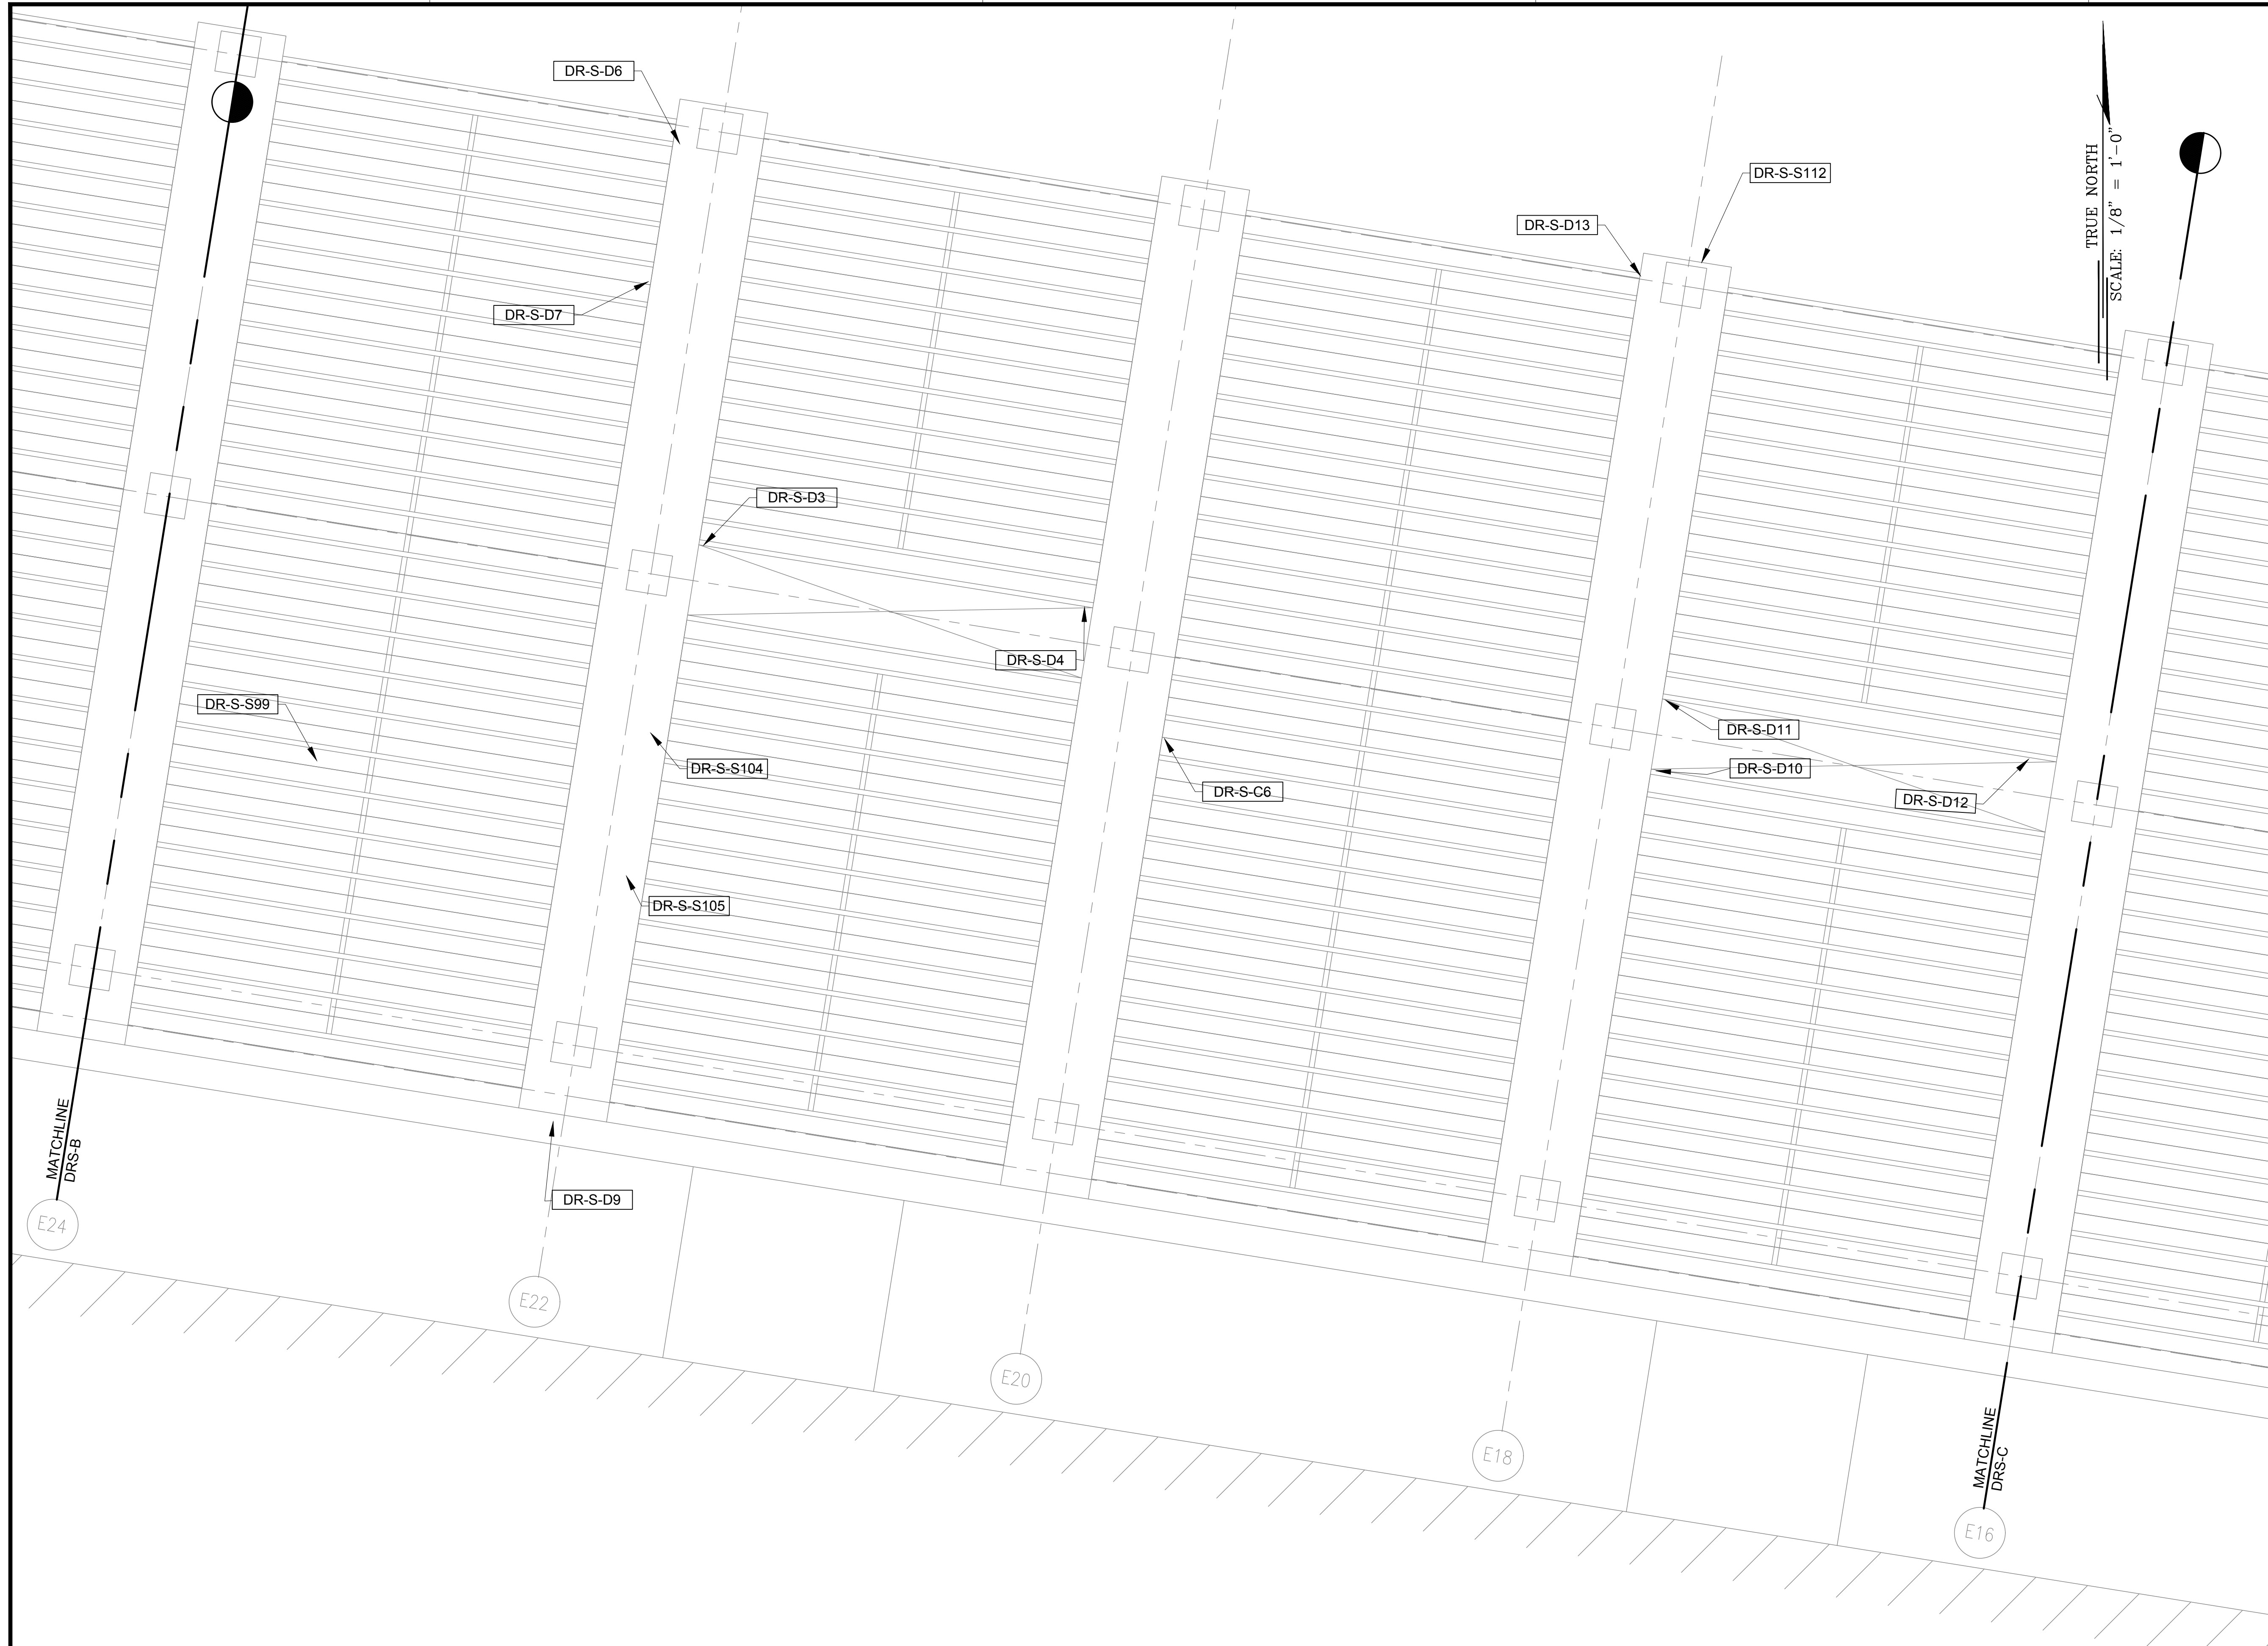 DR-S-D6
DR-S-S112
DR-S-D13
TRUE NORTH
SCALE: 1/8" = 1'-0"
DR-S-D7
DR-S-D3
DR-S-D4
DR-S-S99
DR-S-D11
DR-S-S104
DR-S-D10
DR-S-C6
DR-S-D12
DR-S-S105
MATCHLINE
DRS-B
DR-S-D9
E24
E22
E20
E18
MATCHLINE
DRS-C
E16